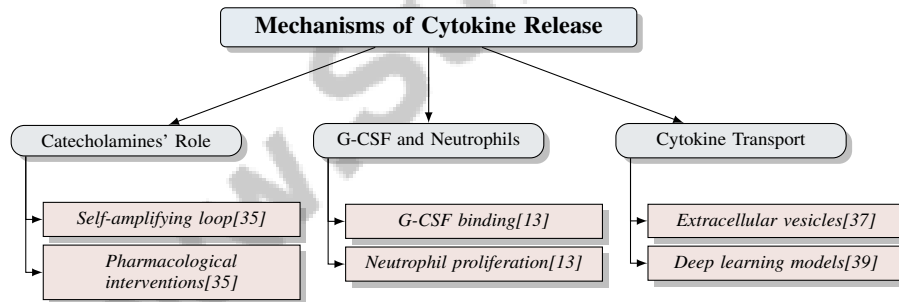 Mechanisms of Cytokine Release
Catecholamines' Role
G-CSF and Neutrophils
Cytokine Transport
Self-amplifying loop[35]
Pharmacological
interventions[35]
G-CSF binding[13]
Neutrophil proliferation[13]
Extracellular vesicles[37]
Deep learning models[39]